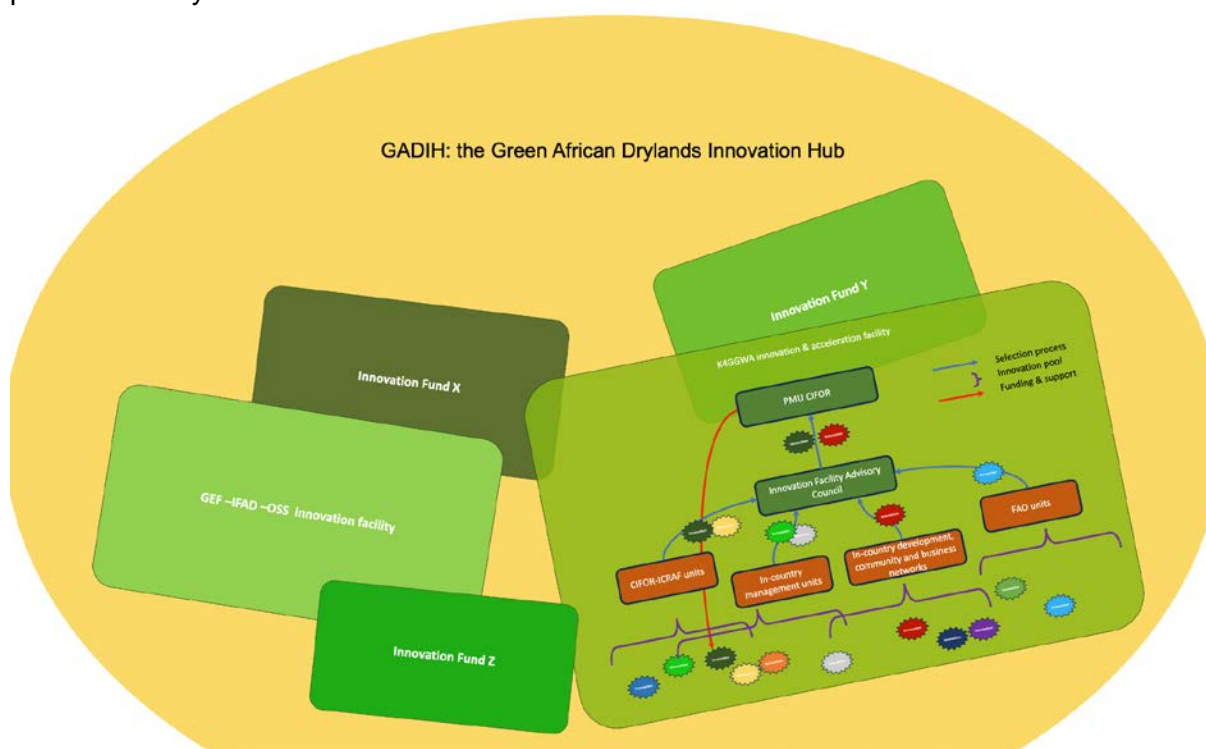 GADIH: the Green African Drylands Innovation Hub
Innovation Fund Y
K4GGWA innovation & acceleration facility
Selection process
Innovation pool
Funding & support
Innovation Fund X
PMU CIFOR
GEF –IFAD –OSS innovation facility
Innovation Facility Advisory
Council
FAO units
CIFOR-ICRAF units
In-country
management units
In-country development,
community and business
networks
Innovation Fund Z